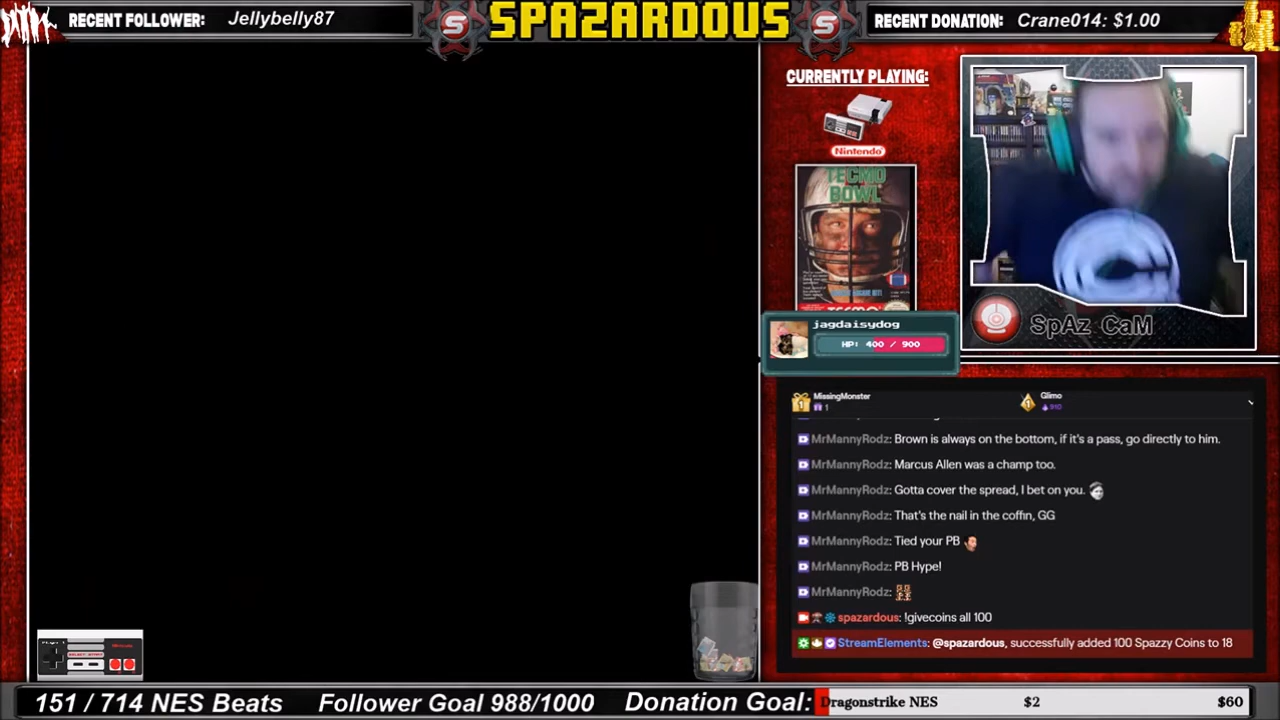 RECENT FOLLOWER: Jellybelly87
SPAZARDOUS
RECENT DONATION: Crane014: $1.00
CURRENTLY PLAYING:
Nintendo
TECMO
BOWL
jagdaisydog
HP: 400 / 900
SpAz CaM
MissingMonster
1
Glimo
910
MrMannyRodz: Brown is always on the bottom, if it's a pass, go directly to him.
MrMannyRodz: Marcus Allen was a champ too.
MrMannyRodz: Gotta cover the spread, I bet on you.
MrMannyRodz: That's the nail in the coffin, GG
MrMannyRodz: Tied your PB
MrMannyRodz: PB Hype!
MrMannyRodz:
spazardous: !givecoins all 100
StreamElements: @spazardous, successfully added 100 Spazzy Coins to 18
151 / 714 NES Beats
Follower Goal 988/1000
Donation Goal:
Dragonstrike NES
$2
$60